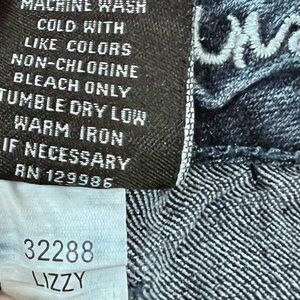 MACHINE WASH
COLD WITH
LIKE COLORS
NON-CHLORINE
BLEACH ONLY
TUMBLE DRY LOW
WARM IRON
IF NECESSARY
RN 129986
32288
LIZZY